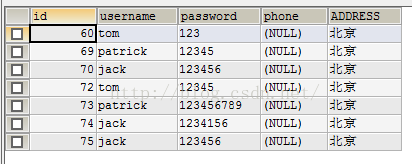 id username password phone ADDRESS
60 tom 123 (NULL) 北京
69 patrick 12345 (NULL) 北京
70 jack 123456 (NULL) 北京
72 tom 12345 (NULL) 北京
73 patrick 123456789 (NULL) 北京
74 jack 1234156 (NULL) 北京
75 jack 123456 (NULL) 北京
http://blog.csdn.net/